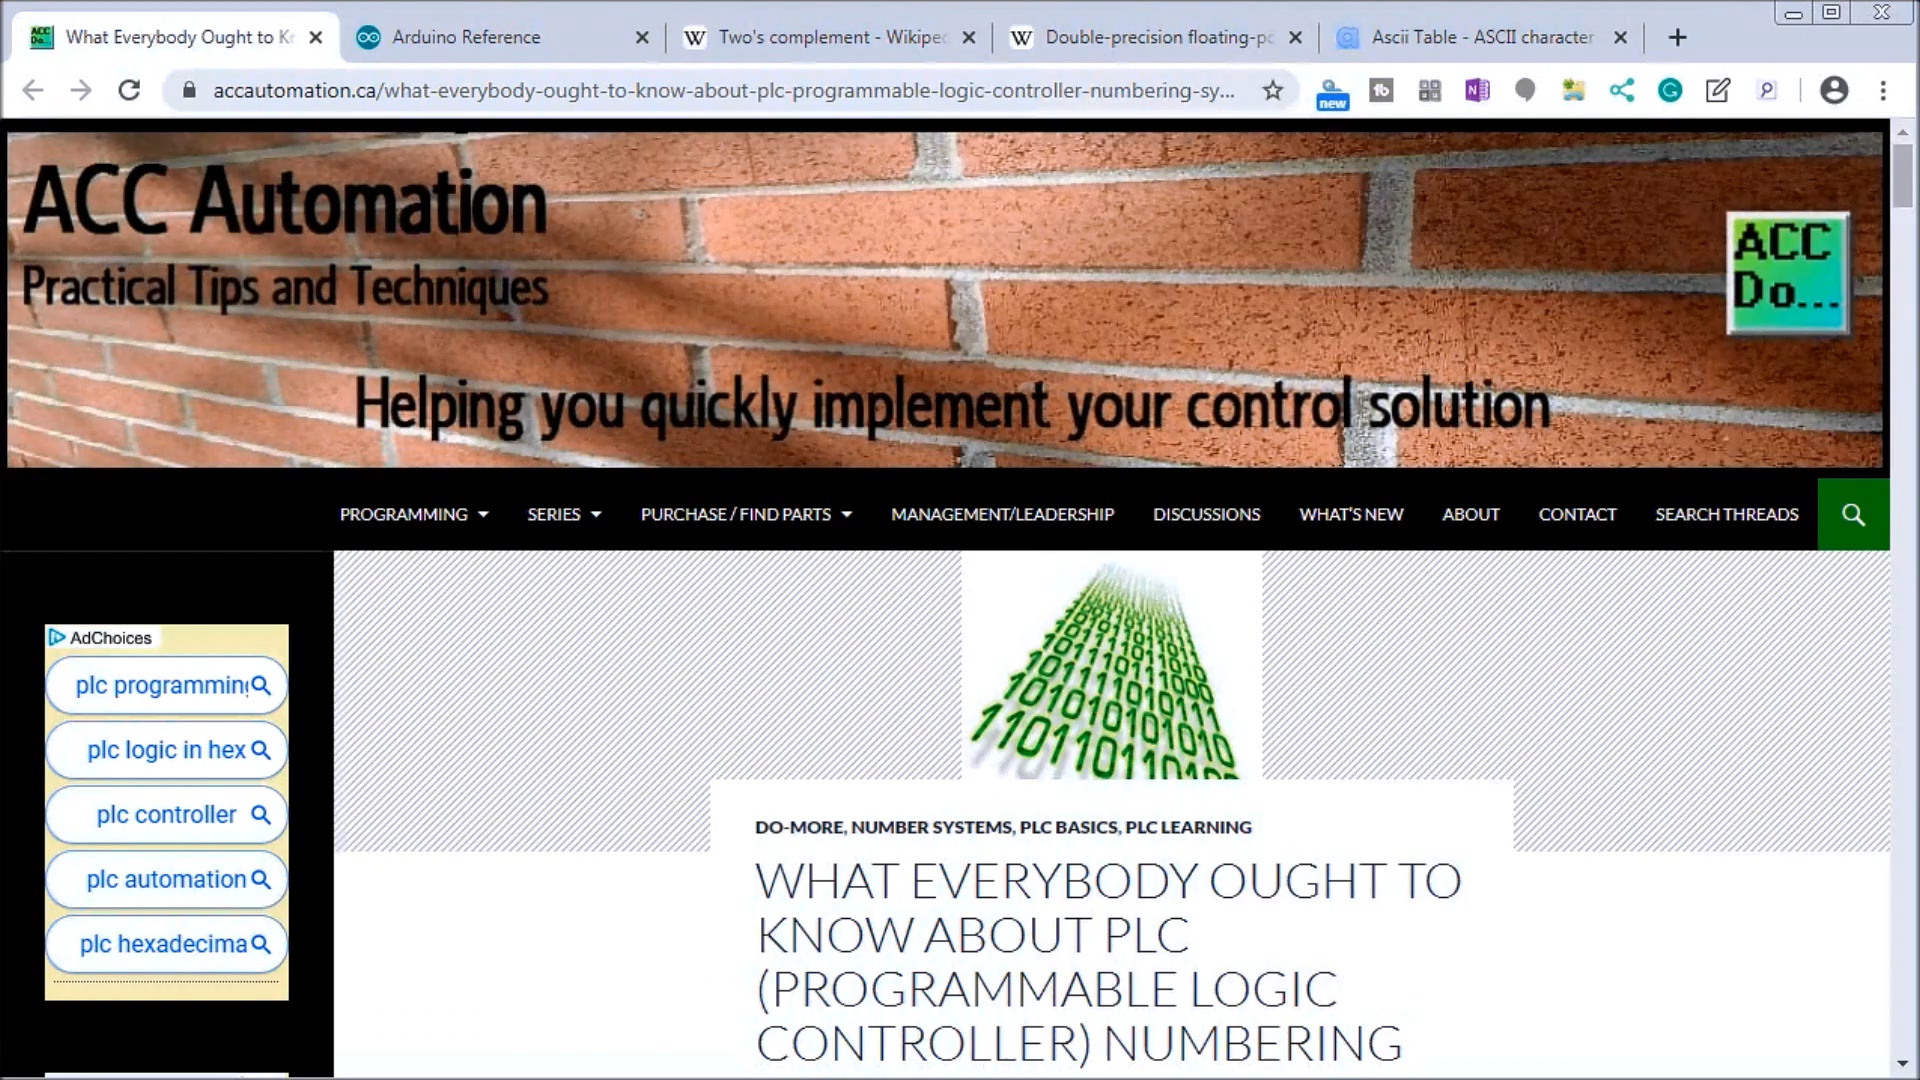 What Everybody Ought to Kn
Arduino Reference
Two's complement - Wikiped
Double-precision floating-po
Ascii Table - ASCII character
accautomation.ca/what-everybody-ought-to-know-about-plc-programmable-logic-controller-numbering-sy...
new
ACC Automation
Practical Tips and Techniques
ACC
Do...
Helping you quickly implement your control solution
PROGRAMMING
SERIES
PURCHASE / FIND PARTS
MANAGEMENT/LEADERSHIP
DISCUSSIONS
WHAT'S NEW
ABOUT
CONTACT
SEARCH THREADS
AdChoices
plc programming
plc logic in hex
plc controller
plc automation
plc hexadecima
DO-MORE, NUMBER SYSTEMS, PLC BASICS, PLC LEARNING
WHAT EVERYBODY OUGHT TO
KNOW ABOUT PLC
(PROGRAMMABLE LOGIC
CONTROLLER) NUMBERING